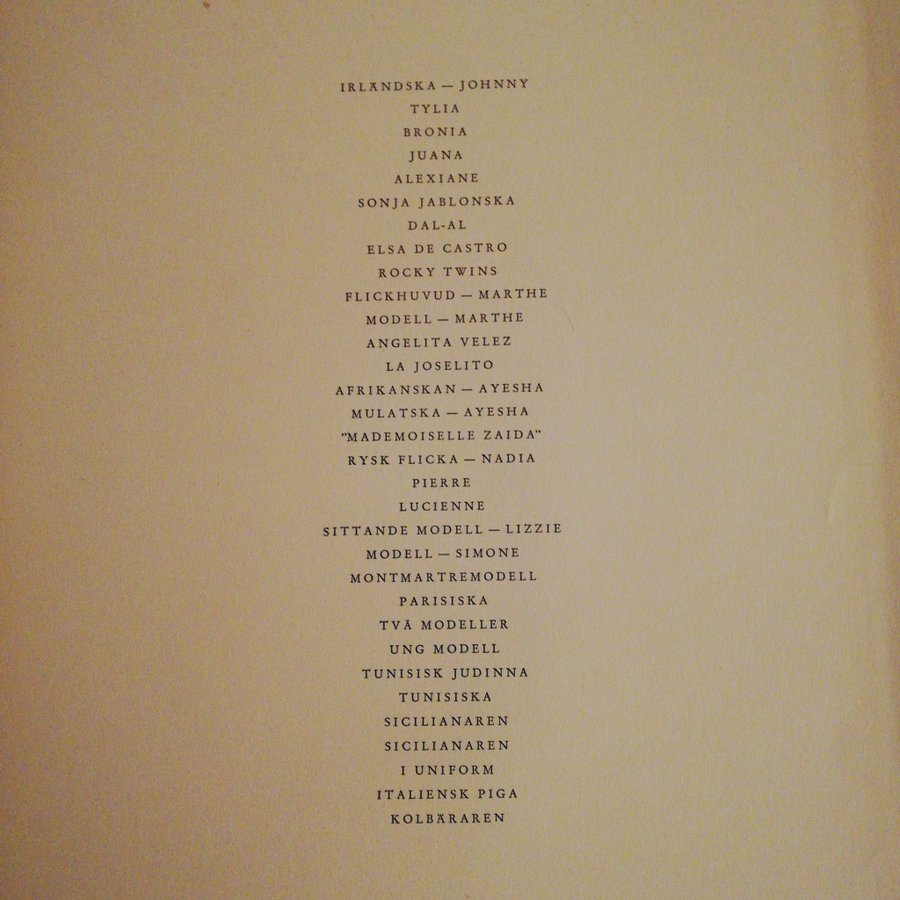 IRLÄNDSKA — JOHNNY
TYLIA
BRONIA
JUANA
ALEXIANE
SONJA JABLONSKA
DAL-AL
ELSA DE CASTRO
ROCKY TWINS
FLICKHUVUD — MARTHE
MODELL — MARTHE
ANGELITA VELEZ
LA JOSELITO
AFRIKANSKAN — AYESHA
MULATSKA — AYESHA
”MADEMOISELLE ZAIDA”
RYSK FLICKA — NADIA
PIERRE
LUCIENNE
SITTANDE MODELL — LIZZIE
MODELL — SIMONE
MONTMARTREMODELL
PARISISKA
TVÅ MODELLER
UNG MODELL
TUNISISK JUDINNA
TUNISISKA
SICILIANAREN
SICILIANAREN
I UNIFORM
ITALIENSK PIGA
KOLBÄRAREN